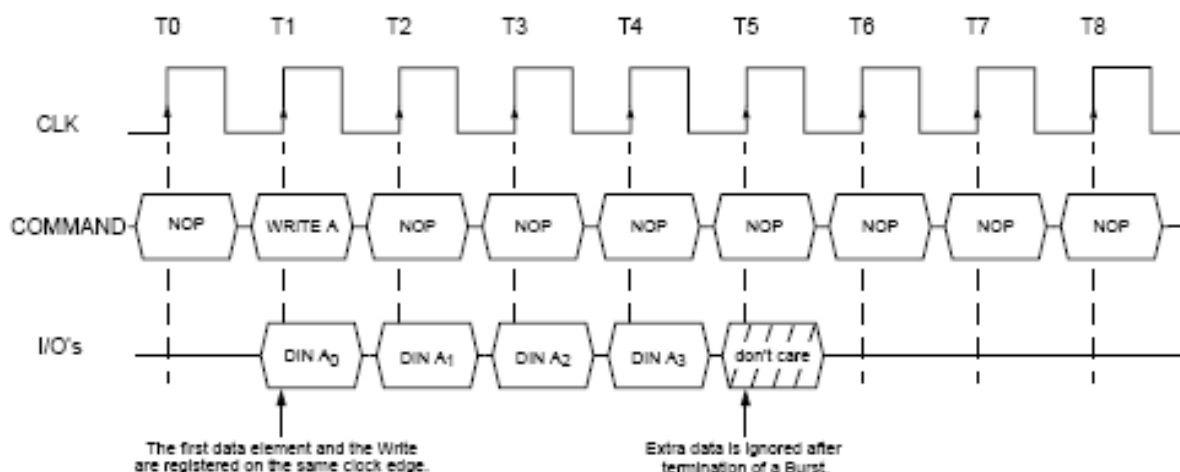 T0 T1 T2 T3 T4 T5 T6 T7 T8
CLK
COMMAND NOP WRITE A NOP NOP NOP NOP NOP NOP NOP
I/O's DIN A0 DIN A1 DIN A2 DIN A3 don't care
The first data element and the Write
are registered on the same clock edge.
Extra data is ignored after
termination of a Burst.